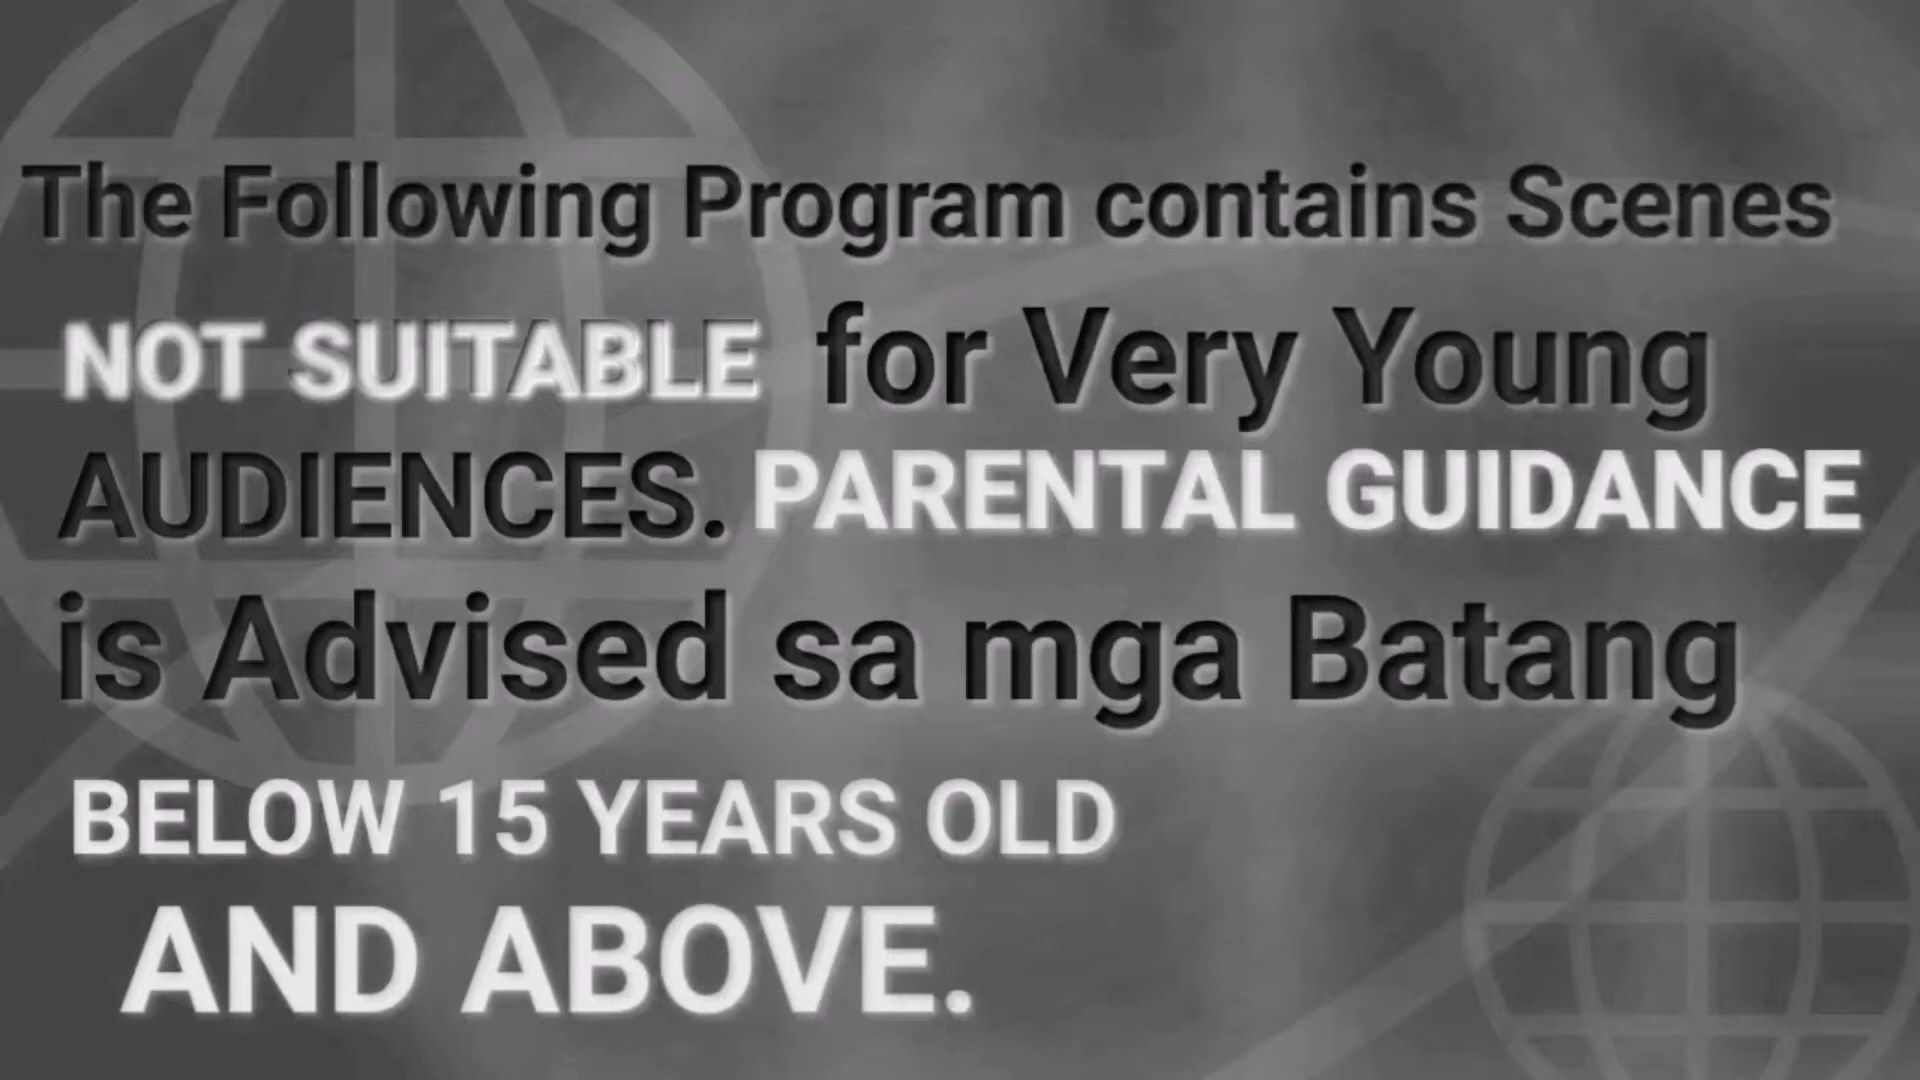 The Following Program contains Scenes
NOT SUITABLE for Very Young
AUDIENCES. PARENTAL GUIDANCE
is Advised sa mga Batang
BELOW 15 YEARS OLD
AND ABOVE.